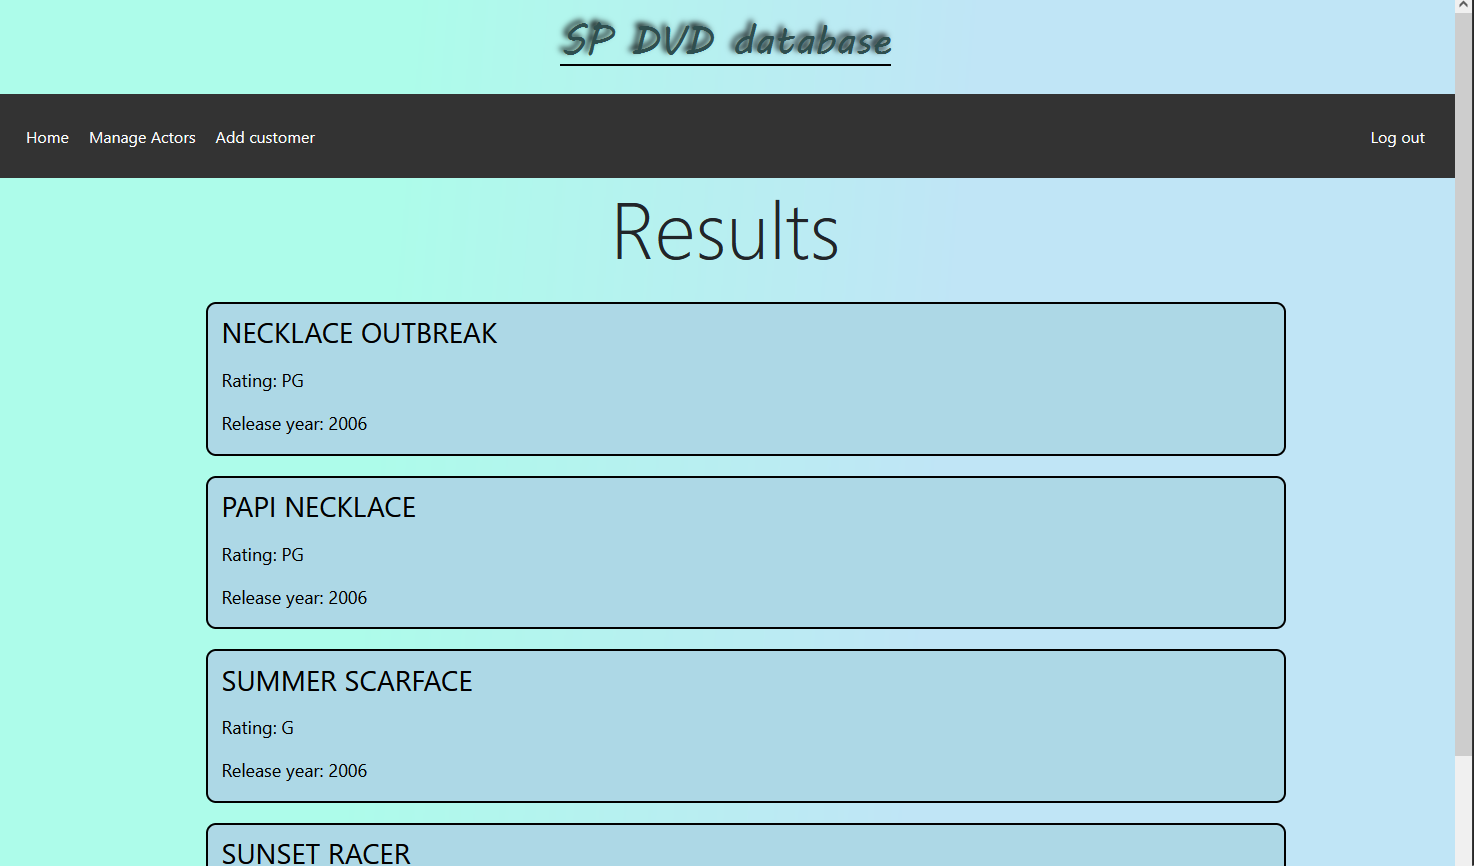 SP DVD database
Home Manage Actors Add customer Log out
Results
NECKLACE OUTBREAK
Rating: PG
Release year: 2006
PAPI NECKLACE
Rating: PG
Release year: 2006
SUMMER SCARFACE
Rating: G
Release year: 2006
SUNSET RACER